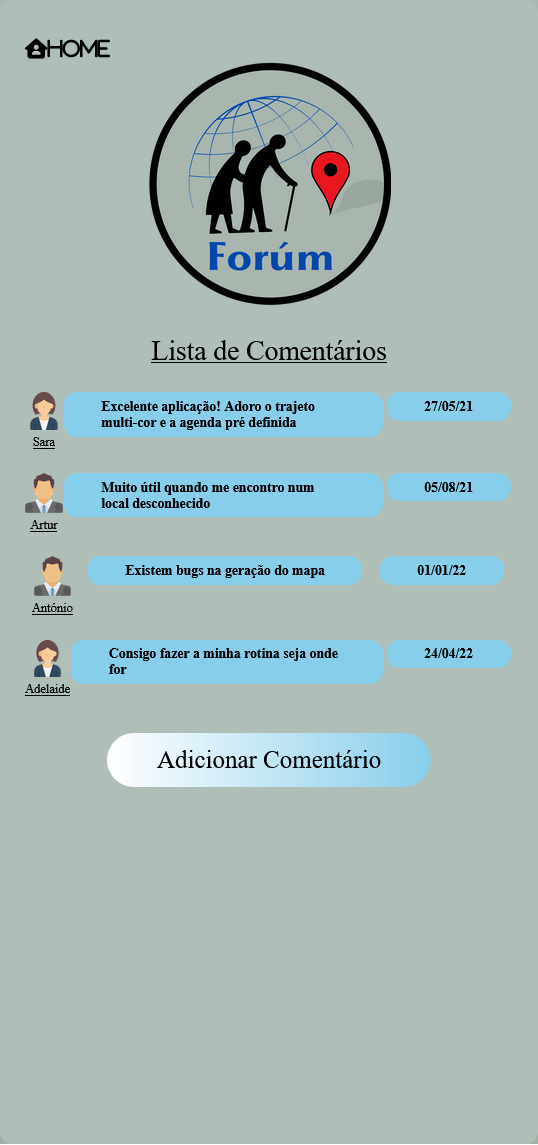 HOME
Forúm
Lista de Comentários
Excelente aplicação! Adoro o trajeto
multi-cor e a agenda pré definida
27/05/21
Sara
Muito útil quando me encontro num
local desconhecido
05/08/21
Artur
Existem bugs na geração do mapa
01/01/22
António
Consigo fazer a minha rotina seja onde
for
24/04/22
Adelaide
Adicionar Comentário